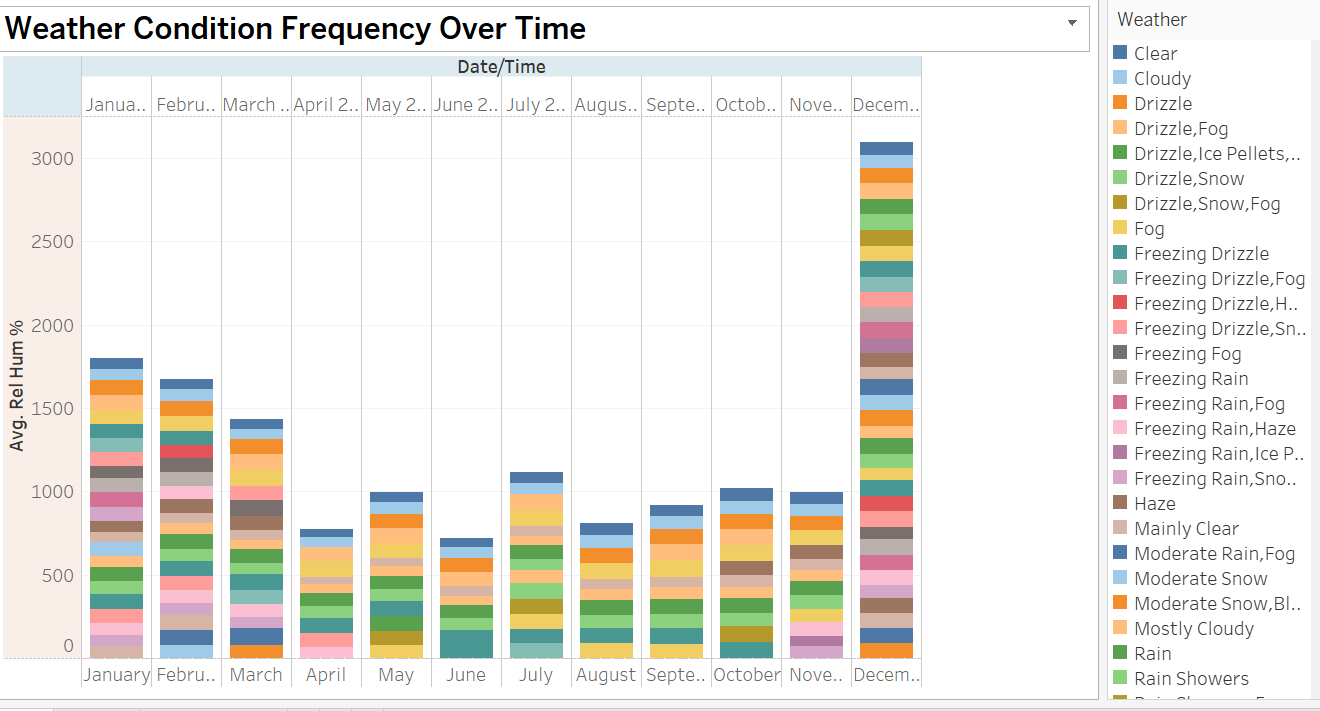 Weather Condition Frequency Over Time
Date/Time
Janua.. Febru.. March .. April 2.. May 2.. June 2.. July 2.. Augus.. Septe.. Octob.. Nove.. Decem..
Avg. Rel Hum %
3000
2500
2000
1500
1000
500
0
January Febru.. March April May June July August Septe.. October Nove.. Decem..
Weather
Clear
Cloudy
Drizzle
Drizzle,Fog
Drizzle,Ice Pellets,..
Drizzle,Snow
Drizzle,Snow,Fog
Fog
Freezing Drizzle
Freezing Drizzle,Fog
Freezing Drizzle,H..
Freezing Drizzle,Sn..
Freezing Fog
Freezing Rain
Freezing Rain,Fog
Freezing Rain,Haze
Freezing Rain,Ice P..
Freezing Rain,Sno..
Haze
Mainly Clear
Moderate Rain,Fog
Moderate Snow
Moderate Snow,Bl..
Mostly Cloudy
Rain
Rain Showers